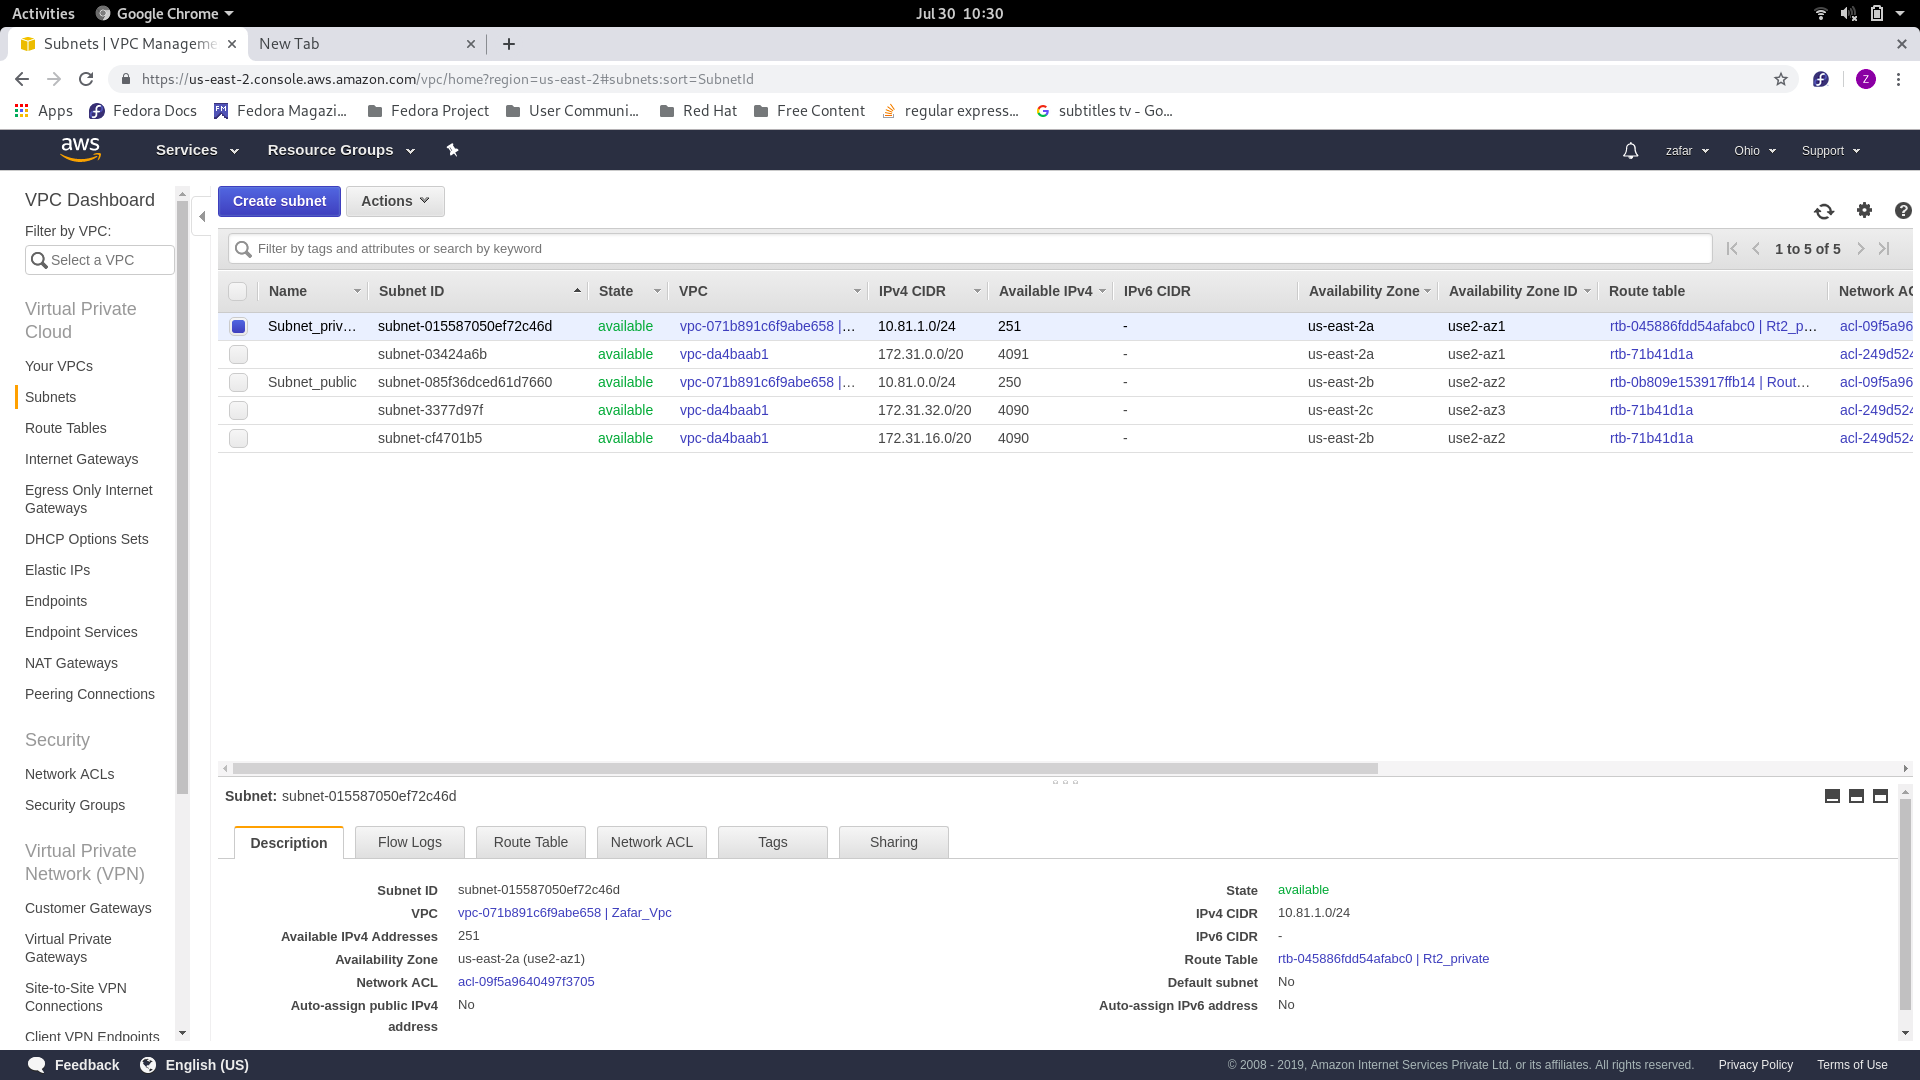 Activities
Google Chrome
Jul 30 10:30
Subnets | VPC Manageme
New Tab
https://us-east-2.console.aws.amazon.com/vpc/home?region=us-east-2#subnets:sort=SubnetId
Z
Apps
Fedora Docs
Fedora Magazi...
Fedora Project
User Communi...
Red Hat
Free Content
regular express...
subtitles tv - Go...
aws
Services
Resource Groups
zafar
Ohio
Support
VPC Dashboard
Filter by VPC:
Select a VPC
Virtual Private
Cloud
Your VPCs
Subnets
Route Tables
Internet Gateways
Egress Only Internet
Gateways
DHCP Options Sets
Elastic IPs
Endpoints
Endpoint Services
NAT Gateways
Peering Connections
Security
Network ACLs
Security Groups
Virtual Private
Network (VPN)
Customer Gateways
Virtual Private
Gateways
Site-to-Site VPN
Connections
Client VPN Endpoints
Create subnet
Actions
Filter by tags and attributes or search by keyword
1 to 5 of 5
Name Subnet ID State VPC IPv4 CIDR Available IPv4 IPv6 CIDR Availability Zone Availability Zone ID Route table Network AC
Subnet_priv... subnet-015587050ef72c46d available vpc-071b891c6f9abe658 |... 10.81.1.0/24 251 - us-east-2a use2-az1 rtb-045886fdd54afabc0 | Rt2_p... acl-09f5a96
subnet-03424a6b available vpc-da4baab1 172.31.0.0/20 4091 - us-east-2a use2-az1 rtb-71b41d1a acl-249d524
Subnet_public subnet-085f36dced61d7660 available vpc-071b891c6f9abe658 |... 10.81.0.0/24 250 - us-east-2b use2-az2 rtb-0b809e153917ffb14 | Rout... acl-09f5a96
subnet-3377d97f available vpc-da4baab1 172.31.32.0/20 4090 - us-east-2c use2-az3 rtb-71b41d1a acl-249d524
subnet-cf4701b5 available vpc-da4baab1 172.31.16.0/20 4090 - us-east-2b use2-az2 rtb-71b41d1a acl-249d524
Subnet: subnet-015587050ef72c46d
Description
Flow Logs
Route Table
Network ACL
Tags
Sharing
Subnet ID subnet-015587050ef72c46d
VPC vpc-071b891c6f9abe658 | Zafar_Vpc
Available IPv4 Addresses 251
Availability Zone us-east-2a (use2-az1)
Network ACL acl-09f5a9640497f3705
Auto-assign public IPv4 No
address
State available
IPv4 CIDR 10.81.1.0/24
IPv6 CIDR -
Route Table rtb-045886fdd54afabc0 | Rt2_private
Default subnet No
Auto-assign IPv6 address No
Feedback
English (US)
© 2008 - 2019, Amazon Internet Services Private Ltd. or its affiliates. All rights reserved.
Privacy Policy
Terms of Use